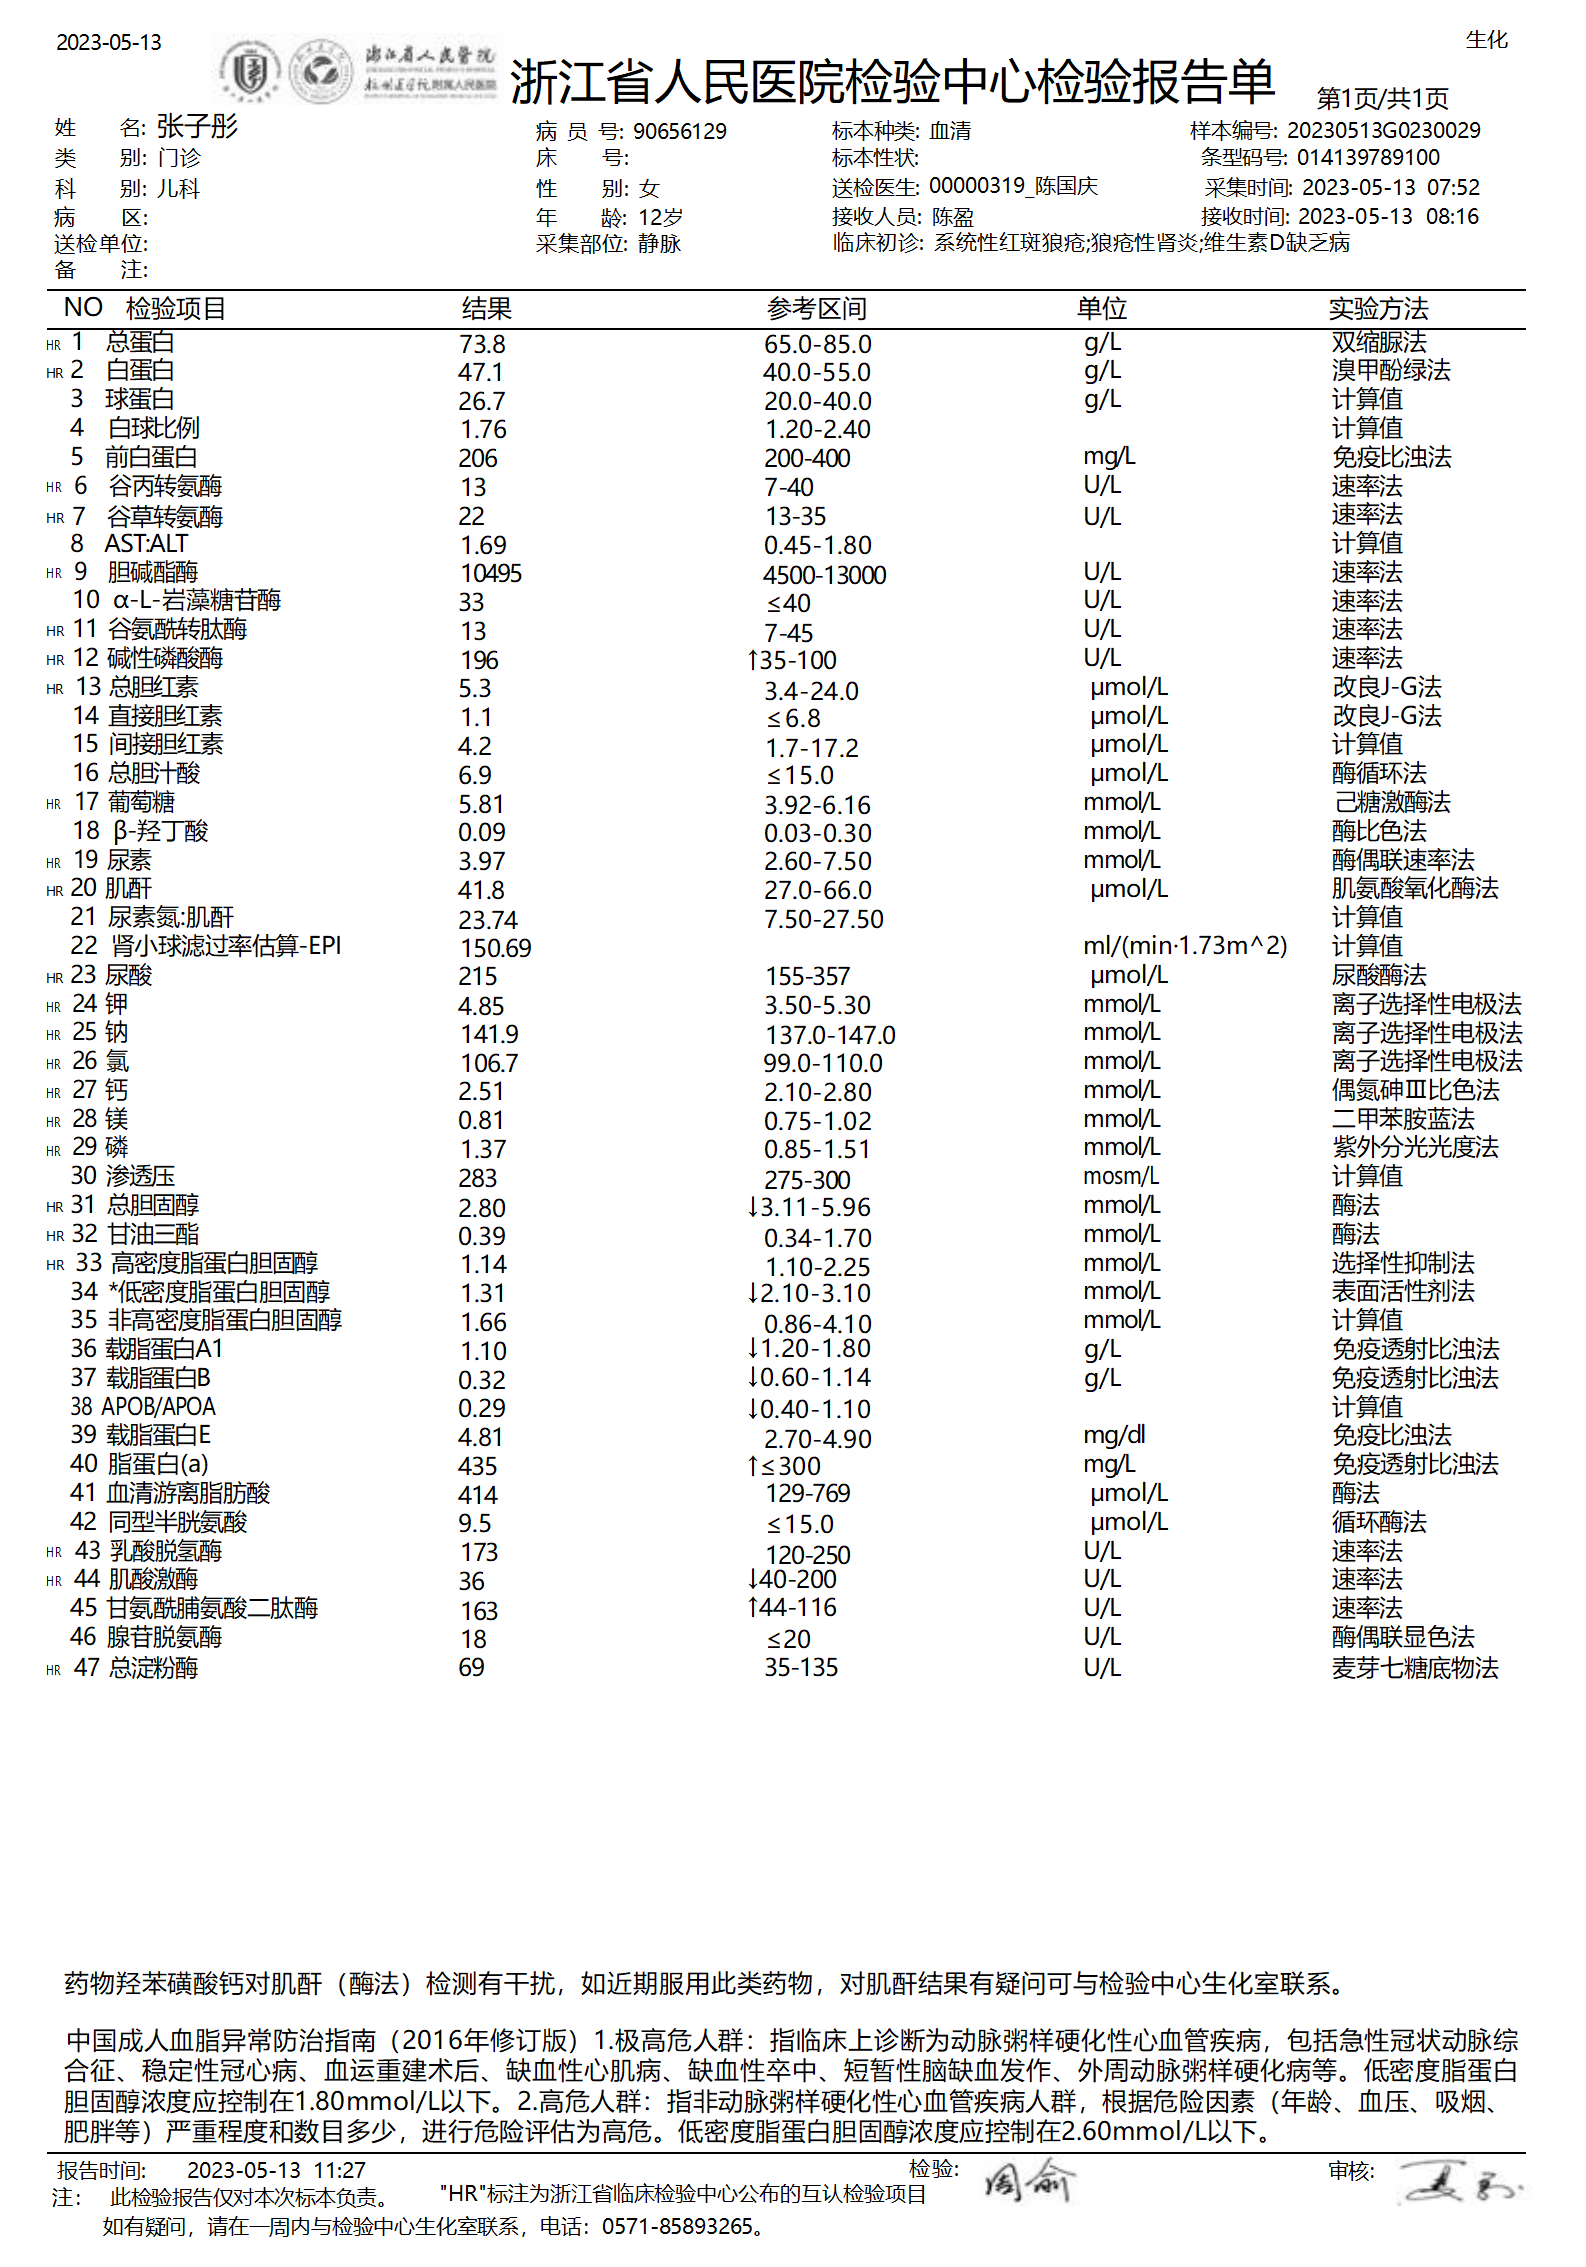 2023-05-13
生化
浙江省人民医院
杭州医学院附属人民医院
浙江省人民医院检验中心检验报告单
第1页/共1页
姓 名: 张子彤 病 员 号: 90656129 标本种类: 血清 样本编号: 20230513G0230029
类 别: 门诊 床 号: 标本性状: 条型码号: 014139789100
科 别: 儿科 性 别: 女 送检医生: 00000319_陈国庆 采集时间: 2023-05-13 07:52
病 区: 年 龄: 12岁 接收人员: 陈盈 接收时间: 2023-05-13 08:16
送检单位: 采集部位: 静脉 临床初诊: 系统性红斑狼疮;狼疮性肾炎;维生素D缺乏病
备 注:
NO 检验项目 结果 参考区间 单位 实验方法
HR 1 总蛋白 73.8 65.0-85.0 g/L 双缩脲法
HR 2 白蛋白 47.1 40.0-55.0 g/L 溴甲酚绿法
3 球蛋白 26.7 20.0-40.0 g/L 计算值
4 白球比例 1.76 1.20-2.40 计算值
5 前白蛋白 206 200-400 mg/L 免疫比浊法
HR 6 谷丙转氨酶 13 7-40 U/L 速率法
HR 7 谷草转氨酶 22 13-35 U/L 速率法
8 AST:ALT 1.69 0.45-1.80 计算值
HR 9 胆碱酯酶 10495 4500-13000 U/L 速率法
10 α-L-岩藻糖苷酶 33 ≤40 U/L 速率法
HR 11 谷氨酰转肽酶 13 7-45 U/L 速率法
HR 12 碱性磷酸酶 196 ↑35-100 U/L 速率法
HR 13 总胆红素 5.3 3.4-24.0 μmol/L 改良J-G法
14 直接胆红素 1.1 ≤6.8 μmol/L 改良J-G法
15 间接胆红素 4.2 1.7-17.2 μmol/L 计算值
16 总胆汁酸 6.9 ≤15.0 μmol/L 酶循环法
HR 17 葡萄糖 5.81 3.92-6.16 mmol/L 己糖激酶法
18 β-羟丁酸 0.09 0.03-0.30 mmol/L 酶比色法
HR 19 尿素 3.97 2.60-7.50 mmol/L 酶偶联速率法
HR 20 肌酐 41.8 27.0-66.0 μmol/L 肌氨酸氧化酶法
21 尿素氮:肌酐 23.74 7.50-27.50 计算值
22 肾小球滤过率估算-EPI 150.69 ml/(min·1.73m^2) 计算值
HR 23 尿酸 215 155-357 μmol/L 尿酸酶法
HR 24 钾 4.85 3.50-5.30 mmol/L 离子选择性电极法
HR 25 钠 141.9 137.0-147.0 mmol/L 离子选择性电极法
HR 26 氯 106.7 99.0-110.0 mmol/L 离子选择性电极法
HR 27 钙 2.51 2.10-2.80 mmol/L 偶氮砷Ⅲ比色法
HR 28 镁 0.81 0.75-1.02 mmol/L 二甲苯胺蓝法
HR 29 磷 1.37 0.85-1.51 mmol/L 紫外分光光度法
30 渗透压 283 275-300 mosm/L 计算值
HR 31 总胆固醇 2.80 ↓3.11-5.96 mmol/L 酶法
HR 32 甘油三酯 0.39 0.34-1.70 mmol/L 酶法
HR 33 高密度脂蛋白胆固醇 1.14 1.10-2.25 mmol/L 选择性抑制法
34 *低密度脂蛋白胆固醇 1.31 ↓2.10-3.10 mmol/L 表面活性剂法
35 非高密度脂蛋白胆固醇 1.66 0.86-4.10 mmol/L 计算值
36 载脂蛋白A1 1.10 ↓1.20-1.80 g/L 免疫透射比浊法
37 载脂蛋白B 0.32 ↓0.60-1.14 g/L 免疫透射比浊法
38 APOB/APOA 0.29 ↓0.40-1.10 计算值
39 载脂蛋白E 4.81 2.70-4.90 mg/dl 免疫比浊法
40 脂蛋白(a) 435 ↑≤300 mg/L 免疫透射比浊法
41 血清游离脂肪酸 414 129-769 μmol/L 酶法
42 同型半胱氨酸 9.5 ≤15.0 μmol/L 循环酶法
HR 43 乳酸脱氢酶 173 120-250 U/L 速率法
HR 44 肌酸激酶 36 ↓40-200 U/L 速率法
45 甘氨酰脯氨酸二肽酶 163 ↑44-116 U/L 速率法
46 腺苷脱氨酶 18 ≤20 U/L 酶偶联显色法
HR 47 总淀粉酶 69 35-135 U/L 麦芽七糖底物法
药物羟苯磺酸钙对肌酐（酶法）检测有干扰，如近期服用此类药物，对肌酐结果有疑问可与检验中心生化室联系。
中国成人血脂异常防治指南（2016年修订版）1.极高危人群：指临床上诊断为动脉粥样硬化性心血管疾病，包括急性冠状动脉综
合征、稳定性冠心病、血运重建术后、缺血性心肌病、缺血性卒中、短暂性脑缺血发作、外周动脉粥样硬化病等。低密度脂蛋白
胆固醇浓度应控制在1.80mmol/L以下。2.高危人群：指非动脉粥样硬化性心血管疾病人群，根据危险因素（年龄、血压、吸烟、
肥胖等）严重程度和数目多少，进行危险评估为高危。低密度脂蛋白胆固醇浓度应控制在2.60mmol/L以下。
报告时间: 2023-05-13 11:27 检验: 周俞 审核:
注: 此检验报告仅对本次标本负责。 "HR"标注为浙江省临床检验中心公布的互认检验项目
如有疑问，请在一周内与检验中心生化室联系，电话：0571-85893265。